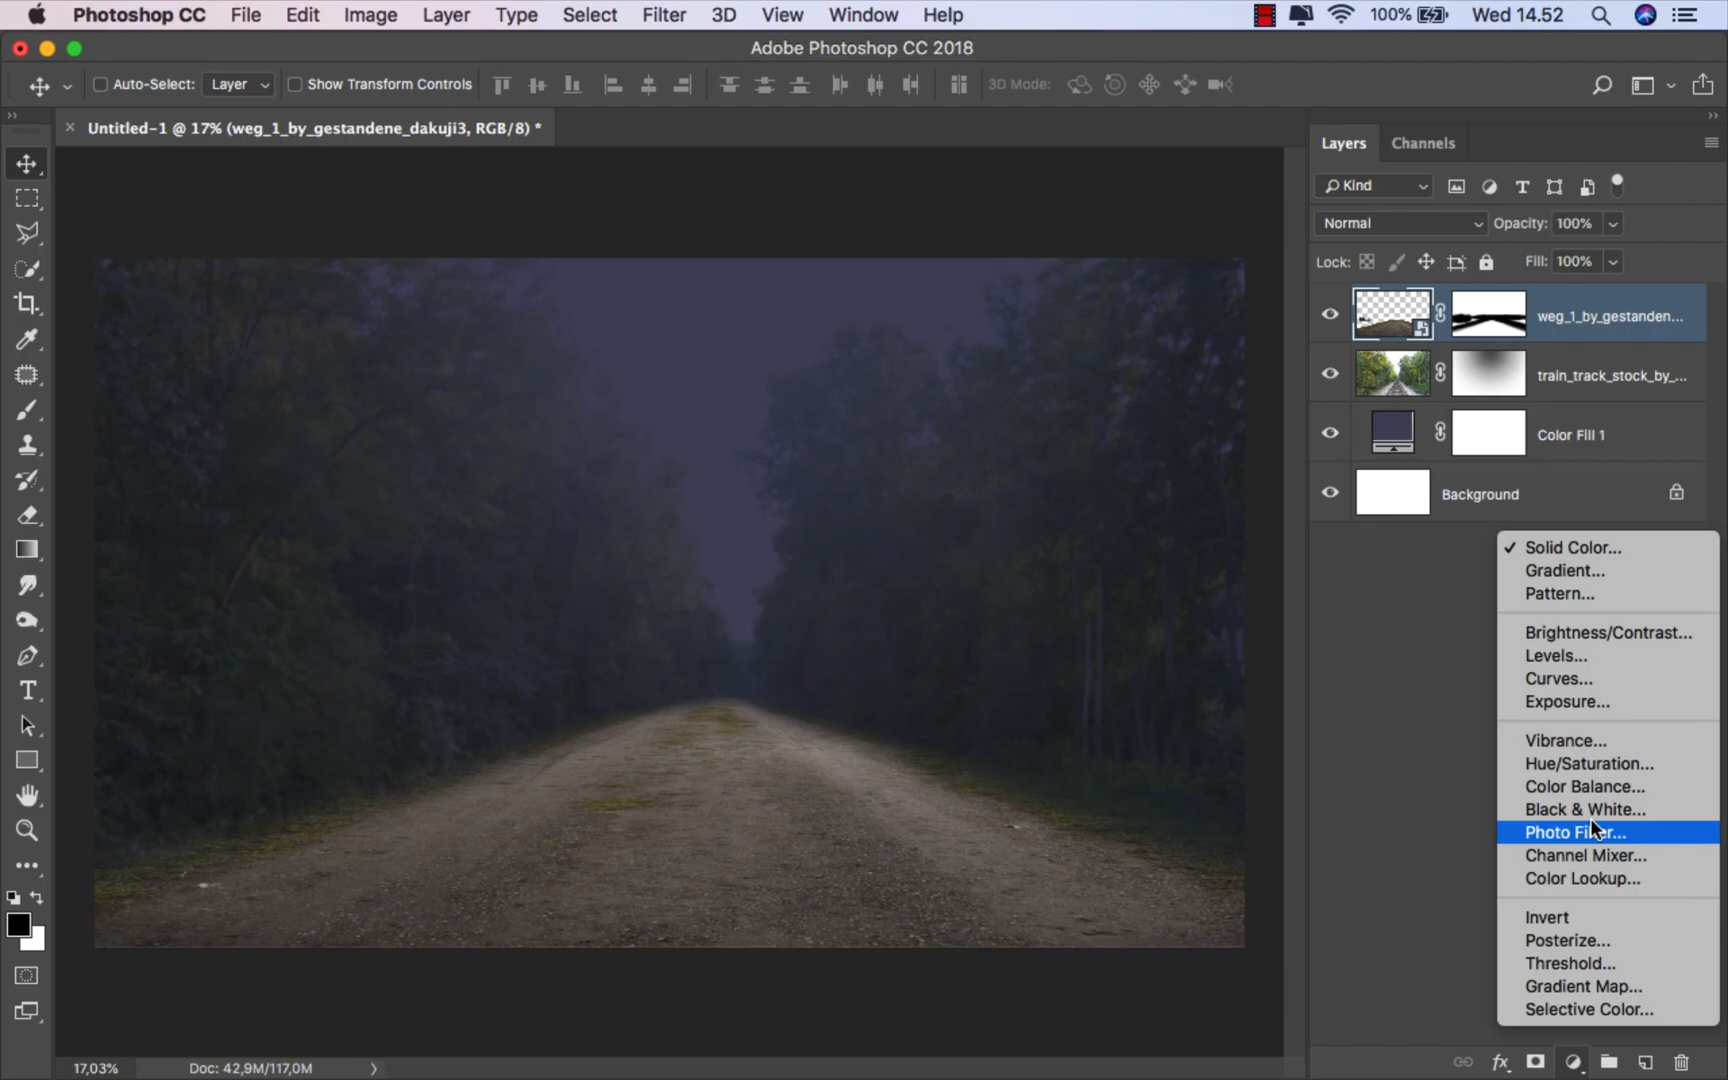 Photoshop CC File Edit Image Layer Type Select Filter 3D View Window Help 100% Wed 14.52
Adobe Photoshop CC 2018
Auto-Select: Layer Show Transform Controls 3D Mode:
Untitled-1 @ 17% (weg_1_by_gestandene_dakuji3, RGB/8) *
Layers Channels
Kind
Normal Opacity: 100%
Lock: Fill: 100%
weg_1_by_gestanden...
train_track_stock_by_...
Color Fill 1
Background
Solid Color...
Gradient...
Pattern...
Brightness/Contrast...
Levels...
Curves...
Exposure...
Vibrance...
Hue/Saturation...
Color Balance...
Black & White...
Photo Filter...
Channel Mixer...
Color Lookup...
Invert
Posterize...
Threshold...
Gradient Map...
Selective Color...
17,03% Doc: 42,9M/117,0M